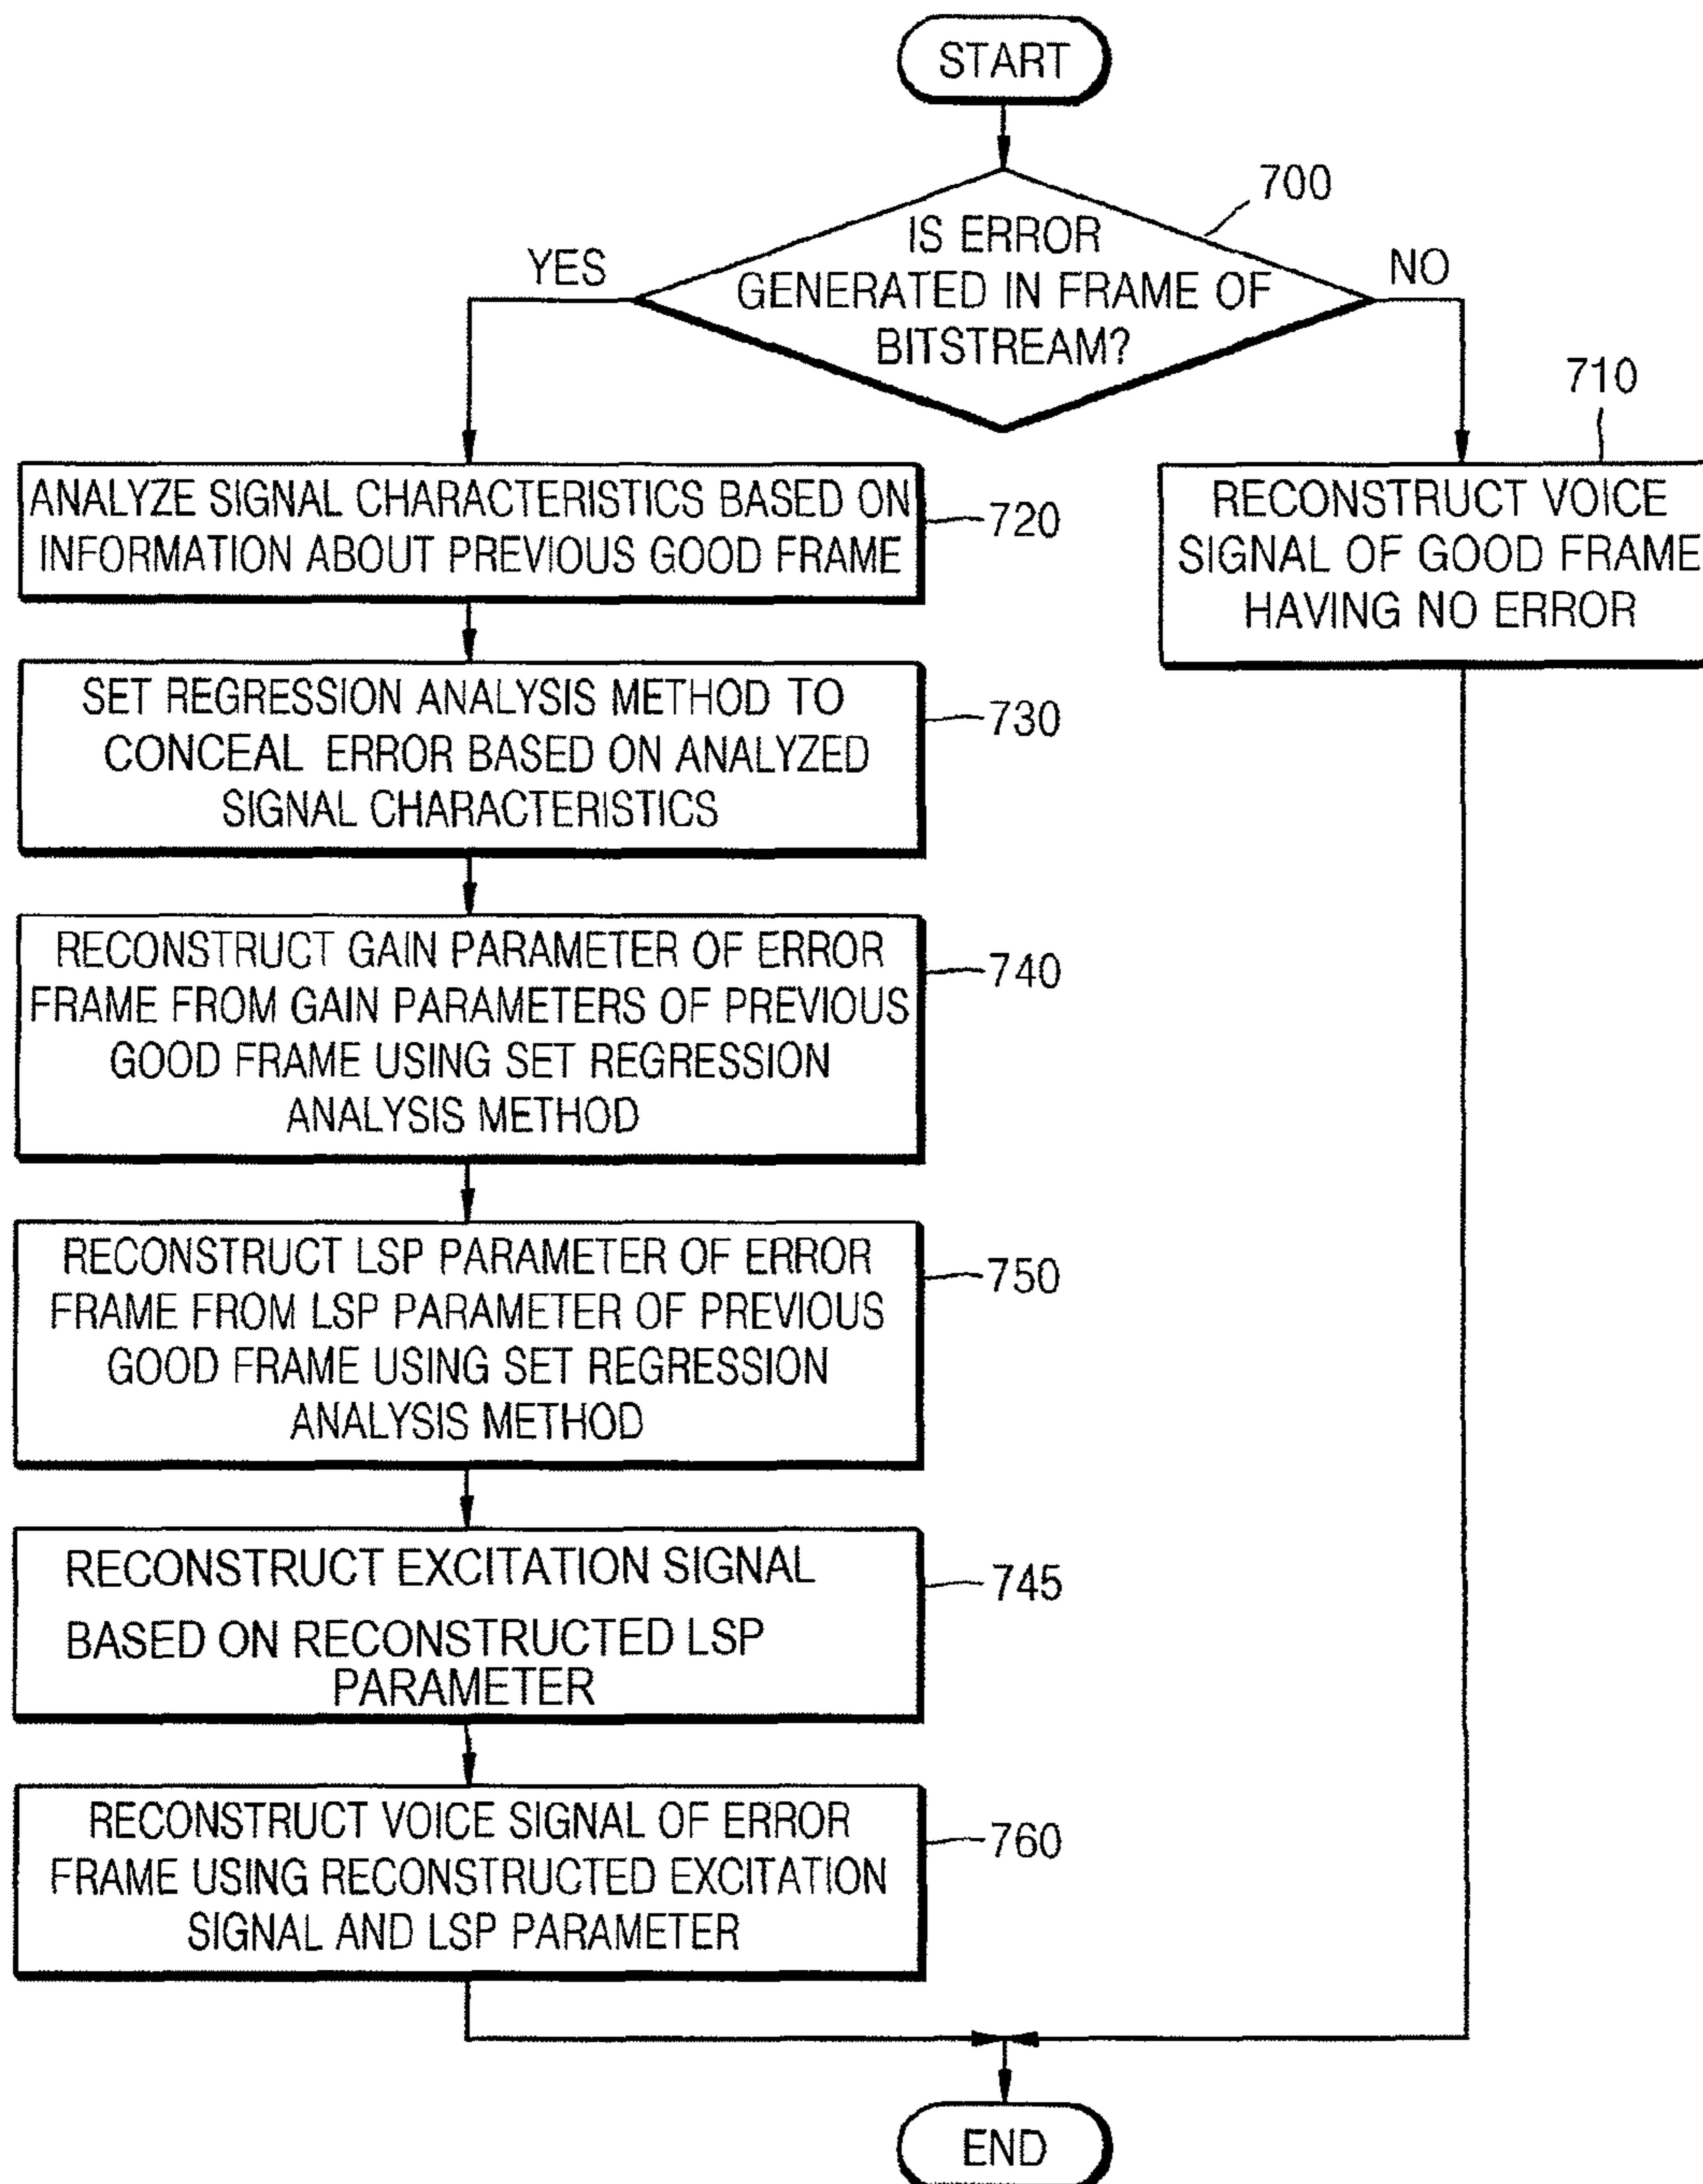 START
700
IS ERROR
GENERATED IN FRAME OF
BITSTREAM?
YES
NO
710
RECONSTRUCT VOICE
SIGNAL OF GOOD FRAME
HAVING NO ERROR
ANALYZE SIGNAL CHARACTERISTICS BASED ON
INFORMATION ABOUT PREVIOUS GOOD FRAME
720
SET REGRESSION ANALYSIS METHOD TO
CONCEAL ERROR BASED ON ANALYZED
SIGNAL CHARACTERISTICS
730
RECONSTRUCT GAIN PARAMETER OF ERROR
FRAME FROM GAIN PARAMETERS OF PREVIOUS
GOOD FRAME USING SET REGRESSION
ANALYSIS METHOD
740
RECONSTRUCT LSP PARAMETER OF ERROR
FRAME FROM LSP PARAMETER OF PREVIOUS
GOOD FRAME USING SET REGRESSION
ANALYSIS METHOD
750
RECONSTRUCT EXCITATION SIGNAL
BASED ON RECONSTRUCTED LSP
PARAMETER
745
RECONSTRUCT VOICE SIGNAL OF ERROR
FRAME USING RECONSTRUCTED EXCITATION
SIGNAL AND LSP PARAMETER
760
END